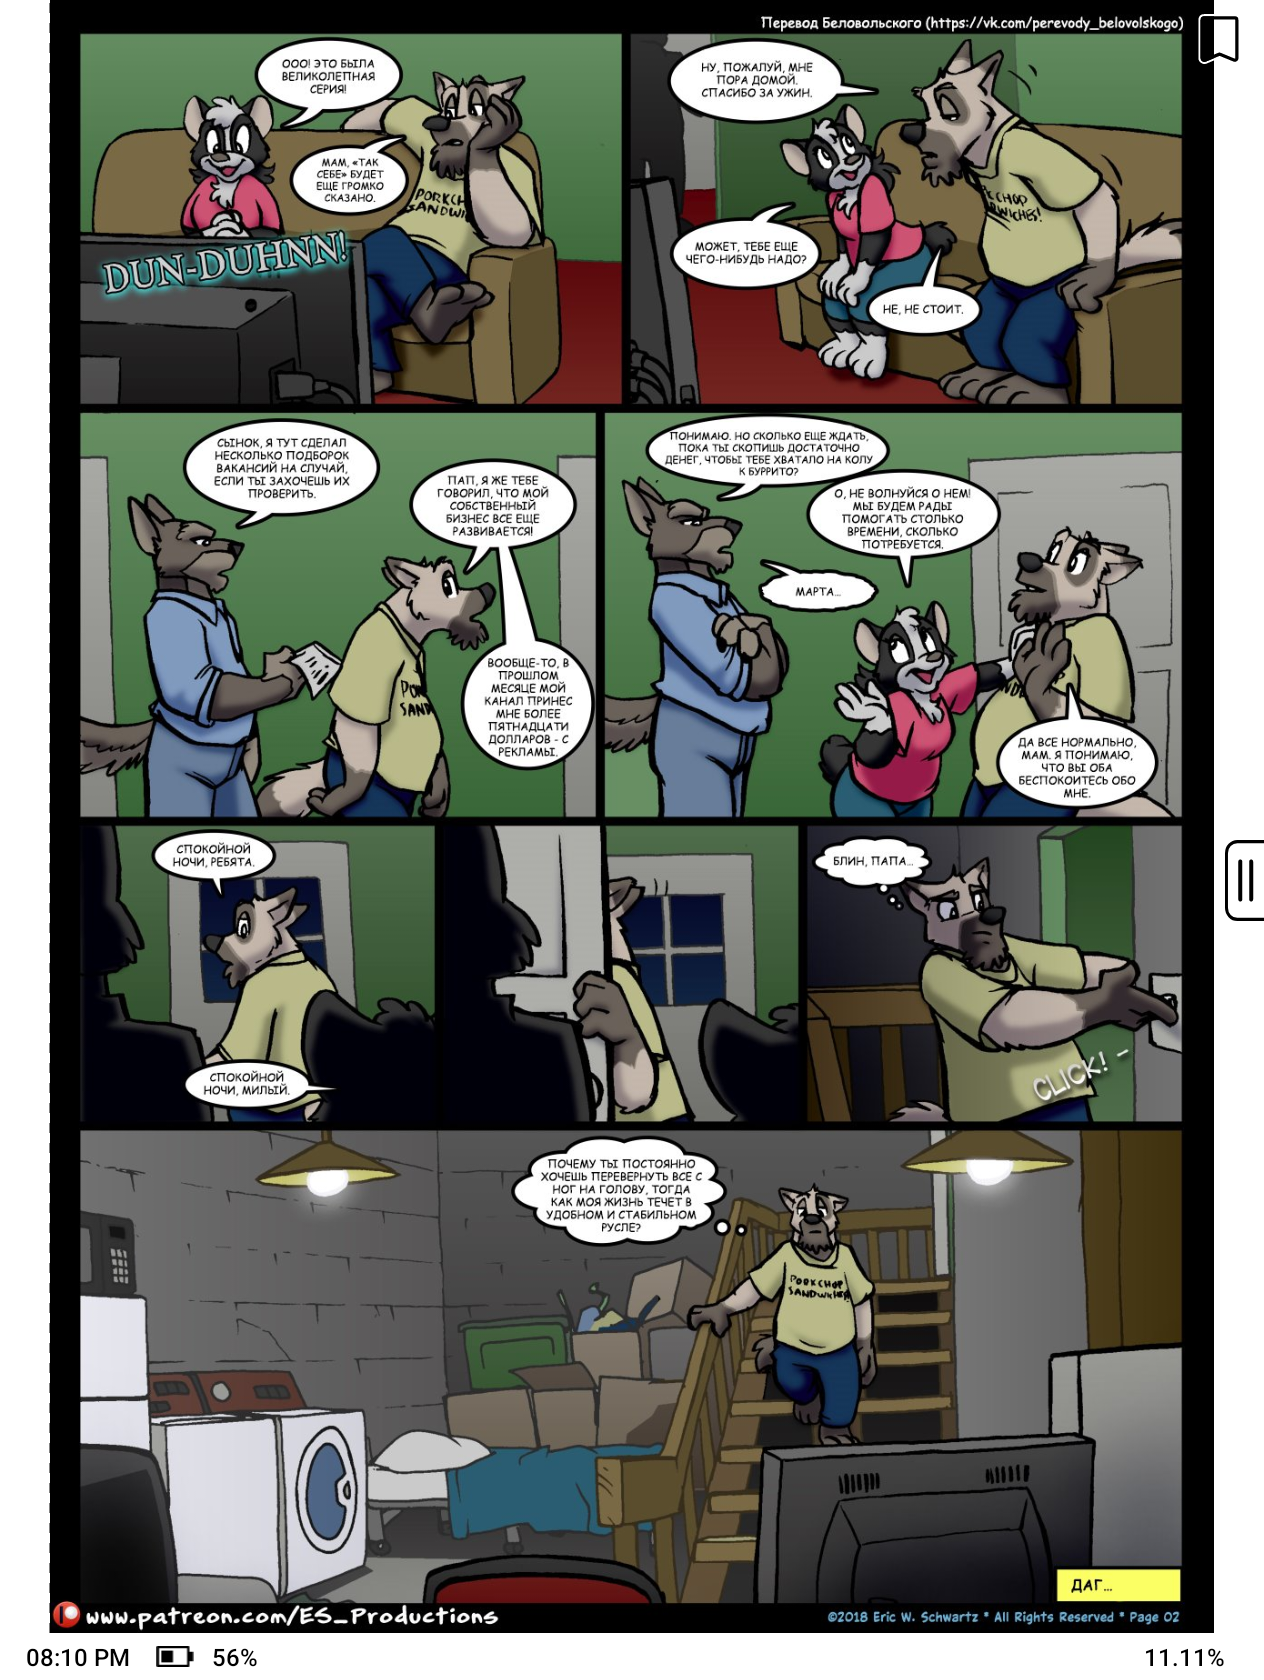 Перевод Беловольского (https://vk.com/perevody_belovolskogo)
ООО! ЭТО БЫЛА
ВЕЛИКОЛЕПНАЯ
СЕРИЯ!
МАМ, «ТАК
СЕБЕ» БУДЕТ
ЕЩЕ ГРОМКО
СКАЗАНО.
PORKCH
SANDWI
DUN-DUHNN!
НУ, ПОЖАЛУЙ, МНЕ
ПОРА ДОМОЙ.
СПАСИБО ЗА УЖИН.
МОЖЕТ, ТЕБЕ ЕЩЕ
ЧЕГО-НИБУДЬ НАДО?
НЕ, НЕ СТОИТ.
СЫНОК, Я ТУТ СДЕЛАЛ
НЕСКОЛЬКО ПОДБОРОК
ВАКАНСИЙ НА СЛУЧАЙ,
ЕСЛИ ТЫ ЗАХОЧЕШЬ ИХ
ПРОВЕРИТЬ.
ПАП, Я ЖЕ ТЕБЕ
ГОВОРИЛ, ЧТО МОЙ
СОБСТВЕННЫЙ
БИЗНЕС ВСЕ ЕЩЕ
РАЗВИВАЕТСЯ!
ВООБЩЕ-ТО, В
ПРОШЛОМ
МЕСЯЦЕ МОЙ
КАНАЛ ПРИНЕС
МНЕ БОЛЕЕ
ПЯТНАДЦАТИ
ДОЛЛАРОВ - С
РЕКЛАМЫ.
ПОНИМАЮ. НО СКОЛЬКО ЕЩЕ ЖДАТЬ,
ПОКА ТЫ СКОПИШЬ ДОСТАТОЧНО
ДЕНЕГ, ЧТОБЫ ТЕБЕ ХВАТАЛО НА КОЛУ
К БУРРИТО?
О, НЕ ВОЛНУЙСЯ О НЕМ!
МЫ БУДЕМ РАДЫ
ПОМОГАТЬ СТОЛЬКО
ВРЕМЕНИ, СКОЛЬКО
ПОТРЕБУЕТСЯ.
МАРТА...
ДА ВСЕ НОРМАЛЬНО,
МАМ. Я ПОНИМАЮ,
ЧТО ВЫ ОБА
БЕСПОКОИТЕСЬ ОБО
МНЕ.
СПОКОЙНОЙ
НОЧИ, РЕБЯТА.
СПОКОЙНОЙ
НОЧИ, МИЛЫЙ.
БЛИН, ПАПА...
CLICK! -
ПОЧЕМУ ТЫ ПОСТОЯННО
ХОЧЕШЬ ПЕРЕВЕРНУТЬ ВСЕ С
НОГ НА ГОЛОВУ, ТОГДА
КАК МОЯ ЖИЗНЬ ТЕЧЕТ В
УДОБНОМ И СТАБИЛЬНОМ
РУСЛЕ?
PORKCHOP
SANDWICHES!
ДАГ...
www.patreon.com/ES_Productions
©2018 Eric W. Schwartz * All Rights Reserved * Page 02
08:10 PM 56% 11.11%